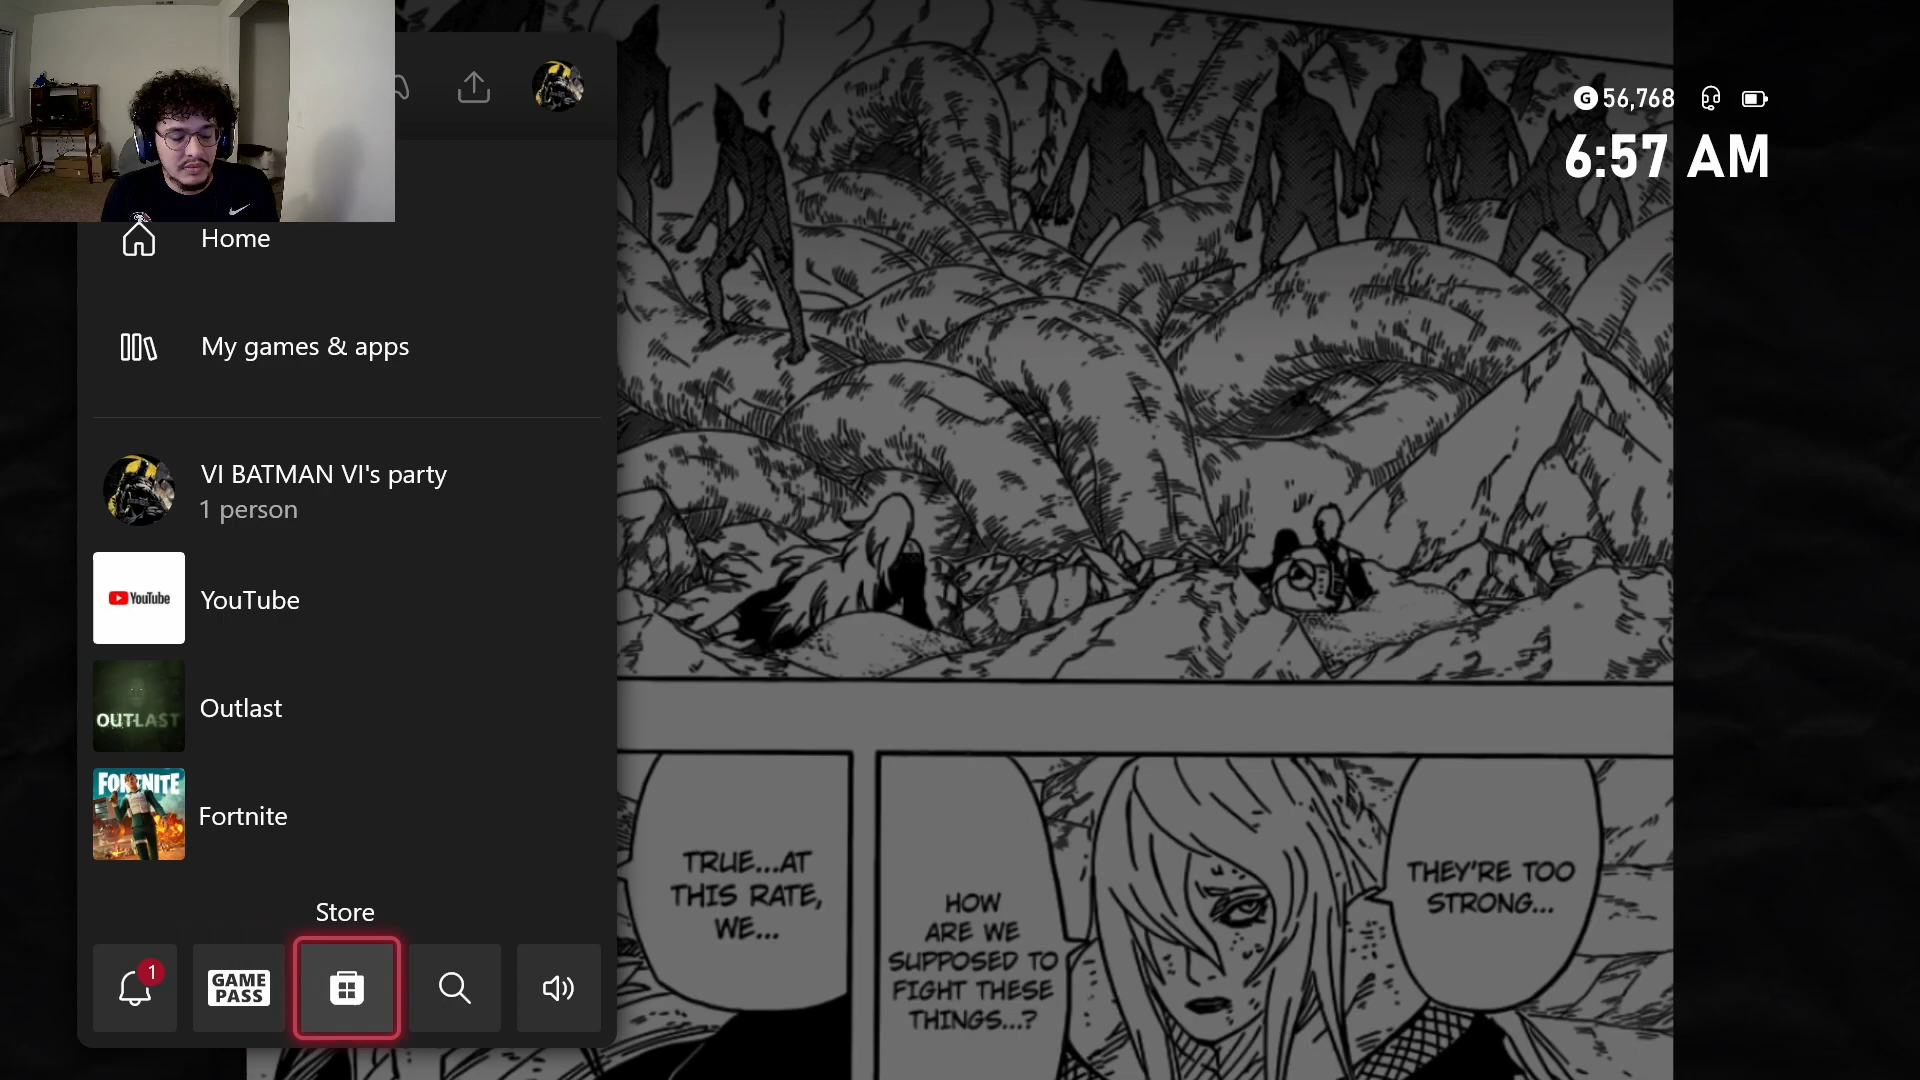 56,768
6:57 AM
Home
My games & apps
VI BATMAN VI's party
1 person
YouTube
YouTube
OUTLAST
Outlast
FORTNITE
Fortnite
Store
1
GAME
PASS
TRUE...AT
THIS RATE,
WE...
HOW
ARE WE
SUPPOSED TO
FIGHT THESE
THINGS...?
THEY'RE TOO
STRONG...